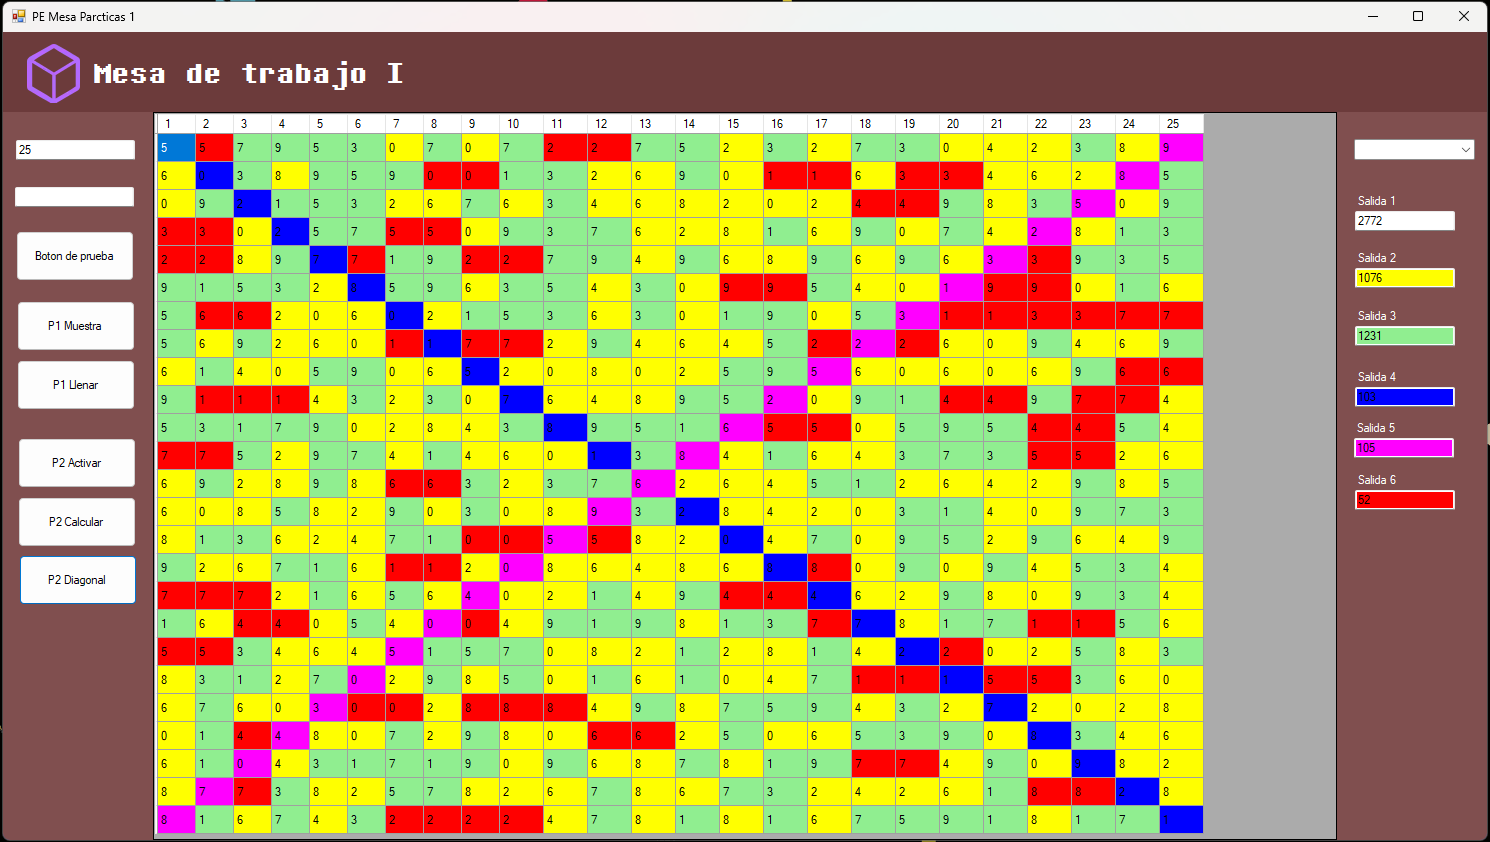 PE Mesa Parcticas 1
Mesa de trabajo I
25
Boton de prueba
P1 Muestra
P1 Llenar
P2 Activar
P2 Calcular
P2 Diagonal
1 2 3 4 5 6 7 8 9 10 11 12 13 14 15 16 17 18 19 20 21 22 23 24 25
5 5 7 9 5 3 0 7 0 7 2 2 7 5 2 3 2 7 3 0 4 2 3 8 9
6 0 3 8 9 5 9 0 0 1 3 2 6 9 0 1 1 6 3 3 4 6 2 8 5
0 9 2 1 5 3 2 6 7 6 3 4 6 8 2 0 2 4 4 9 8 3 5 0 9
3 3 0 2 5 7 5 5 0 9 3 7 6 2 8 1 6 9 0 7 4 2 8 1 3
2 2 8 9 7 7 1 9 2 2 7 9 4 9 6 8 9 6 9 6 3 3 9 3 5
9 1 5 3 2 8 5 9 6 3 5 4 3 0 9 9 5 4 0 1 9 9 0 1 6
5 6 6 2 0 6 0 2 1 5 3 6 3 0 1 9 0 5 3 1 1 3 3 7 7
5 6 9 2 6 0 1 1 7 7 2 9 4 6 4 5 2 2 2 6 0 9 4 6 9
6 1 4 0 5 9 0 6 5 2 0 8 0 2 5 9 5 6 0 6 0 6 9 6 6
9 1 1 1 4 3 2 3 0 7 6 4 8 9 5 2 0 9 1 4 4 9 7 7 4
5 3 1 7 9 0 2 8 4 3 8 9 5 1 6 5 5 0 5 9 5 4 4 5 4
7 7 5 2 9 7 4 1 4 6 0 1 3 8 4 1 6 4 3 7 3 5 5 2 6
6 9 2 8 9 8 6 6 3 2 3 7 6 2 6 4 5 1 2 6 4 2 9 8 5
6 0 8 5 8 2 9 0 3 0 8 9 3 2 8 4 2 0 3 1 4 0 9 7 3
8 1 3 6 2 4 7 1 0 0 5 5 8 2 0 4 7 0 9 5 2 9 6 4 9
9 2 6 7 1 6 1 1 2 0 8 6 4 8 6 8 8 0 9 0 9 4 5 3 4
7 7 7 2 1 6 5 6 4 0 2 1 4 9 4 4 4 6 2 9 8 0 9 3 4
1 6 4 4 0 5 4 0 0 4 9 1 9 8 1 3 7 7 8 1 7 1 1 5 6
5 5 3 4 6 4 5 1 5 7 0 8 2 1 2 8 1 4 2 2 0 2 5 8 3
8 3 1 2 7 0 2 9 8 5 0 1 6 1 0 4 7 1 1 1 5 5 3 6 0
6 7 6 0 3 0 0 2 8 8 8 4 9 8 7 5 9 4 3 2 7 2 0 2 8
0 1 4 4 8 0 7 2 9 8 0 6 6 2 5 0 6 5 3 9 0 8 3 4 6
6 1 0 4 3 1 7 1 9 0 9 6 8 7 8 1 9 7 7 4 9 0 9 8 2
8 7 7 3 8 2 5 7 8 2 6 7 8 6 7 3 2 4 2 6 1 8 8 2 8
8 1 6 7 4 3 2 2 2 2 4 7 8 1 8 1 6 7 5 9 1 8 1 7 1
Salida 1
2772
Salida 2
1076
Salida 3
1231
Salida 4
103
Salida 5
105
Salida 6
52